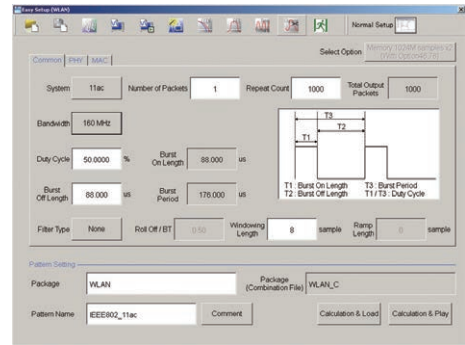 Easy Setup (WLAN)
Normal Setup
Select Option Memory 1024M samples x2
(With Option48,78)
Common PHY MAC
System 11ac Number of Packets 1 Repeat Count 1000 Total Output Packets 1000
Bandwidth 160 MHz
T3
T2
T1
Duty Cycle 50.0000 % Burst On Length 88.000 us
T1 : Burst On Length T3 : Burst Period
T2 : Burst Off Length T1 / T3 : Duty Cycle
Burst Off Length 88.000 us Burst Period 176.000 us
Filter Type None Roll Off / BT 0.50 Windowing Length 8 sample Ramp Length 0 sample
Pattern Setting
Package WLAN Package (Combination File) WLAN_C
Pattern Name IEEE802_11ac Comment Calculation & Load Calculation & Play